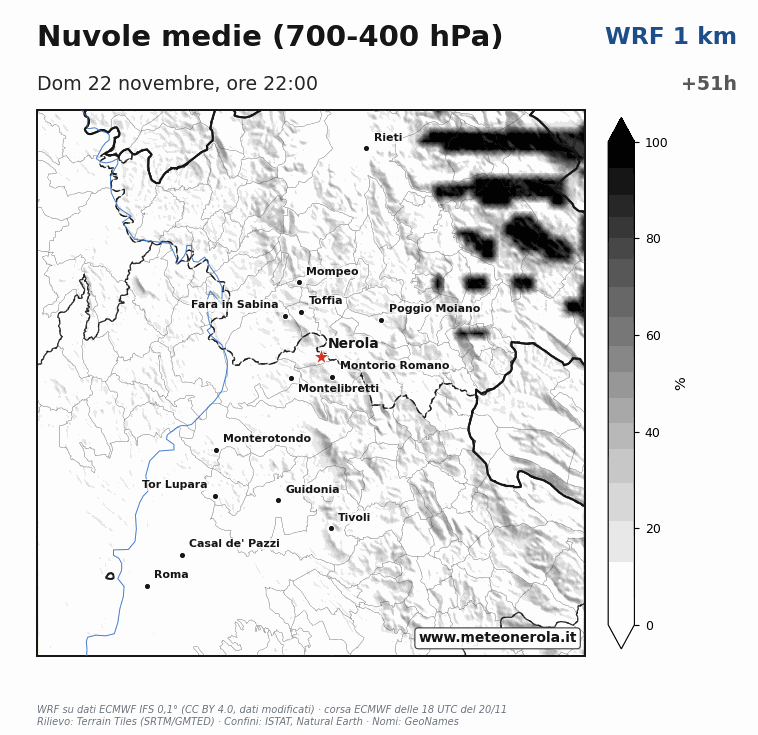 Nuvole medie (700-400 hPa)
WRF 1 km
Dom 22 novembre, ore 22:00
+51h
Rieti
Mompeo
Fara in Sabina
Toffia
Poggio Moiano
Nerola
Montorio Romano
Montelibretti
Monterotondo
Tor Lupara
Guidonia
Tivoli
Casal de' Pazzi
Roma
www.meteonerola.it
100
80
60
%
40
20
0
WRF su dati ECMWF IFS 0,1° (CC BY 4.0, dati modificati) · corsa ECMWF delle 18 UTC del 20/11
Rilievo: Terrain Tiles (SRTM/GMTED) · Confini: ISTAT, Natural Earth · Nomi: GeoNames